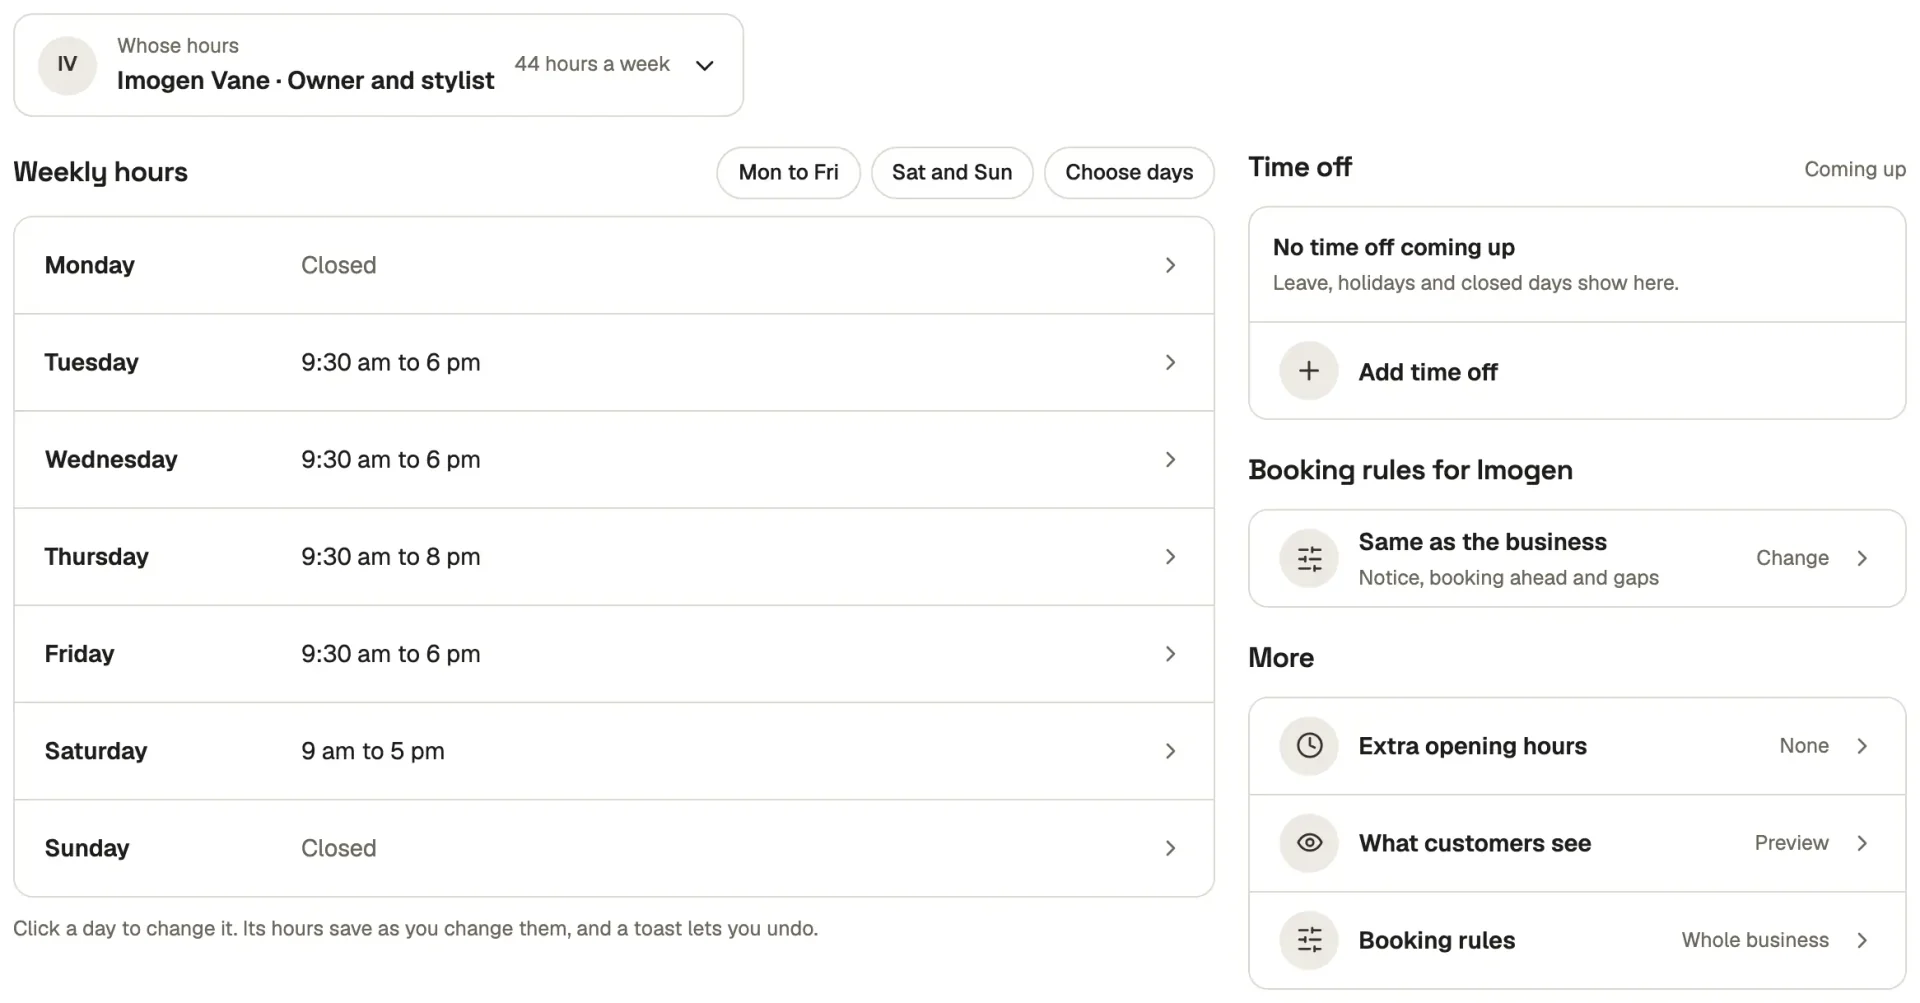 IV
Whose hours
Imogen Vane · Owner and stylist
44 hours a week
Weekly hours
Mon to Fri
Sat and Sun
Choose days
Monday
Closed
Tuesday
9:30 am to 6 pm
Wednesday
9:30 am to 6 pm
Thursday
9:30 am to 8 pm
Friday
9:30 am to 6 pm
Saturday
9 am to 5 pm
Sunday
Closed
Click a day to change it. Its hours save as you change them, and a toast lets you undo.
Time off
Coming up
No time off coming up
Leave, holidays and closed days show here.
Add time off
Booking rules for Imogen
Same as the business
Notice, booking ahead and gaps
Change
More
Extra opening hours
None
What customers see
Preview
Booking rules
Whole business